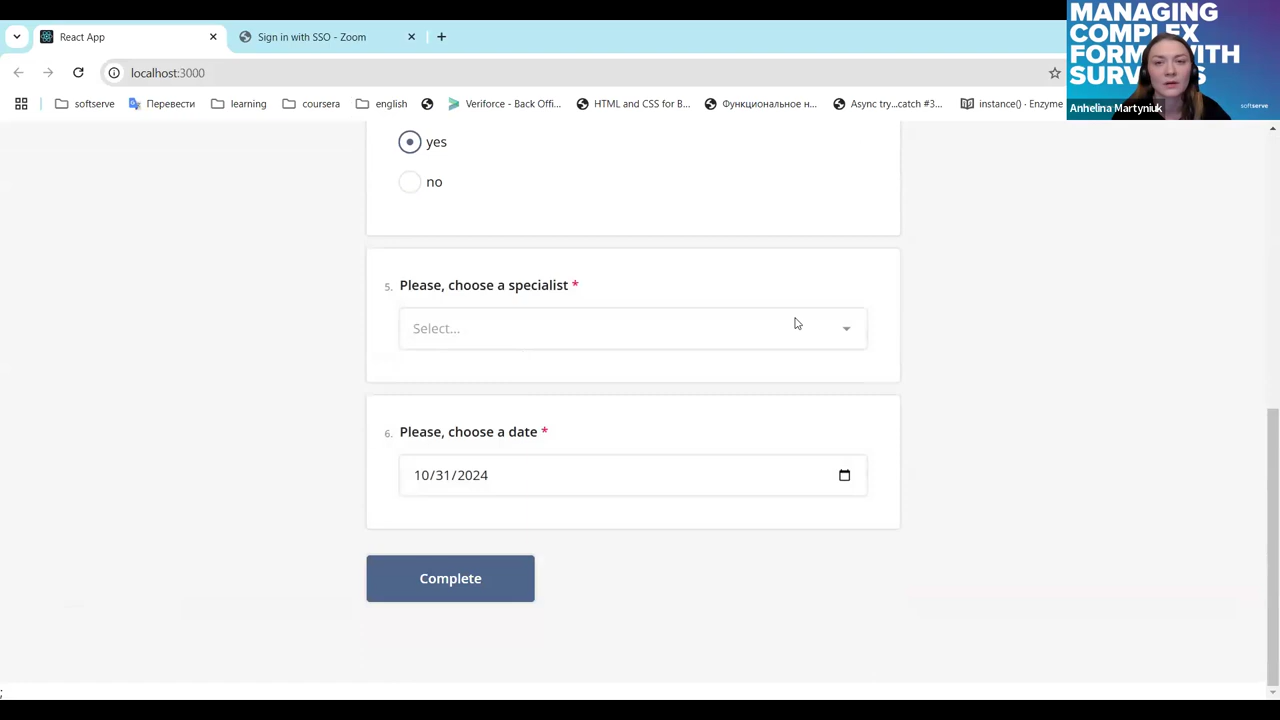 React App
Sign in with SSO - Zoom
localhost:3000
softserve
Перевести
learning
coursera
english
Veriforce - Back Offi...
HTML and CSS for B...
Функциональное н...
Async try...catch #3...
instance() · Enzyme
MANAGING
COMPLEX
FORM WITH
SUR S
Anhelina Martyniuk
softserve
yes
no
5. Please, choose a specialist *
Select...
6. Please, choose a date *
10/31/2024
Complete
;